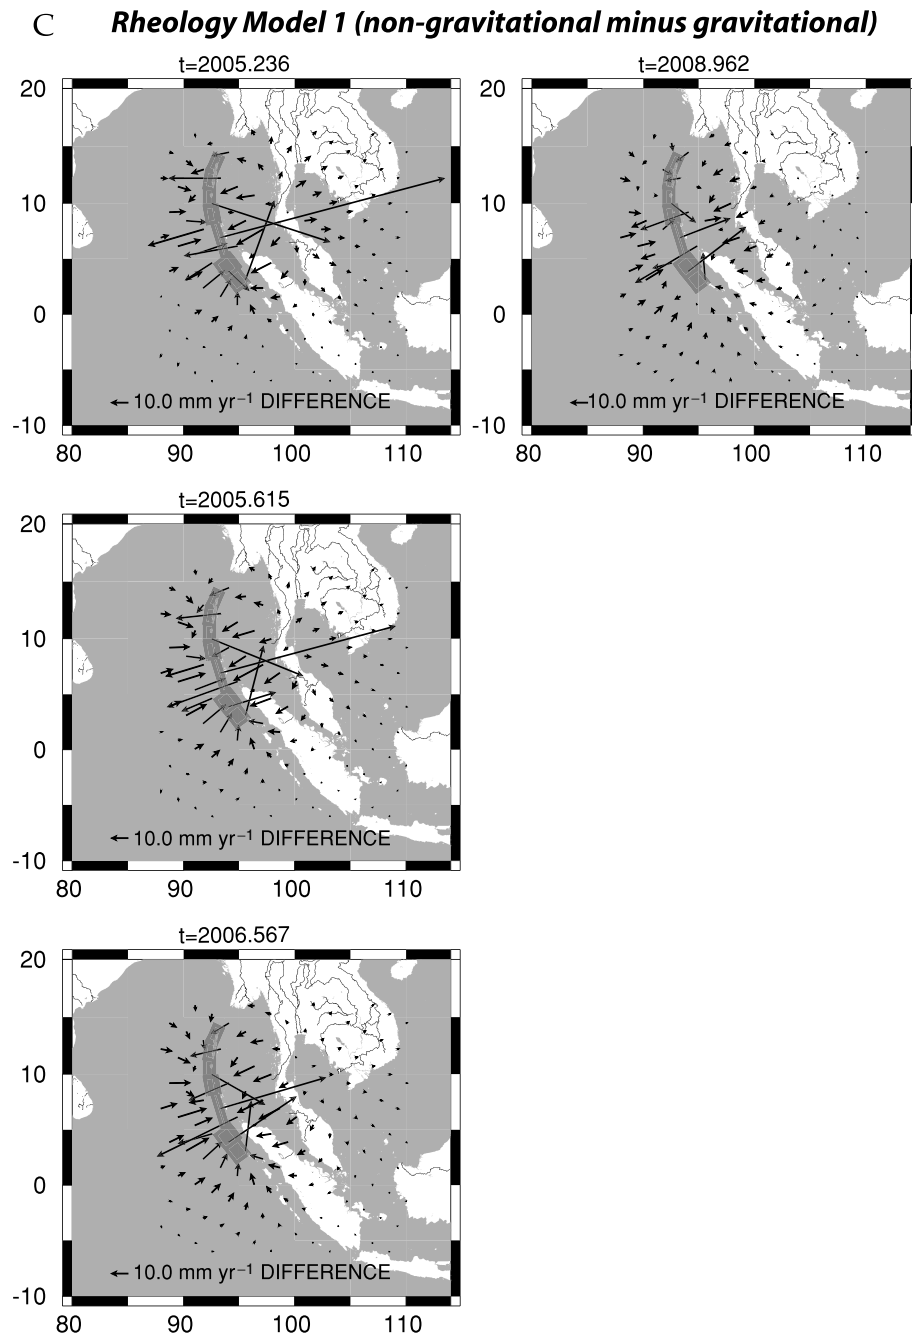 C Rheology Model 1 (non-gravitational minus gravitational)
t=2005.236
20
10
0
-10
10.0 mm yr⁻¹ DIFFERENCE
80 90 100 110
t=2008.962
20
10
0
-10
10.0 mm yr⁻¹ DIFFERENCE
80 90 100 110
t=2005.615
20
10
0
-10
10.0 mm yr⁻¹ DIFFERENCE
80 90 100 110
t=2006.567
20
10
0
-10
10.0 mm yr⁻¹ DIFFERENCE
80 90 100 110